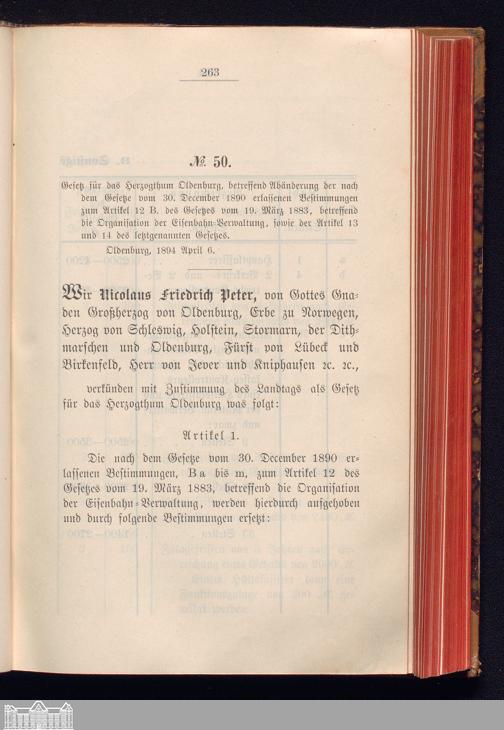 263
№ 50.
Gesetz für das Herzogthum Oldenburg, betreffend Abänderung der nach
dem Gesetze vom 30. December 1890 erlassenen Bestimmungen
zum Artikel 12 B. des Gesetzes vom 19. März 1883, betreffend
die Organisation der Eisenbahn-Verwaltung, sowie der Artikel 13
und 14 des letztgenannten Gesetzes.
Oldenburg, 1894 April 6.
Wir Nicolaus Friedrich Peter, von Gottes Gna-
den Großherzog von Oldenburg, Erbe zu Norwegen,
Herzog von Schleswig, Holstein, Stormarn, der Dith-
marschen und Oldenburg, Fürst von Lübeck und
Birkenfeld, Herr von Jever und Kniphausen ꝛc. ꝛc.,
verkünden mit Zustimmung des Landtags als Gesetz
für das Herzogthum Oldenburg was folgt:
Artikel 1.
Die nach dem Gesetze vom 30. December 1890 er-
lassenen Bestimmungen, B a bis m, zum Artikel 12 des
Gesetzes vom 19. März 1883, betreffend die Organisation
der Eisenbahn-Verwaltung, werden hierdurch aufgehoben
und durch folgende Bestimmungen ersetzt: